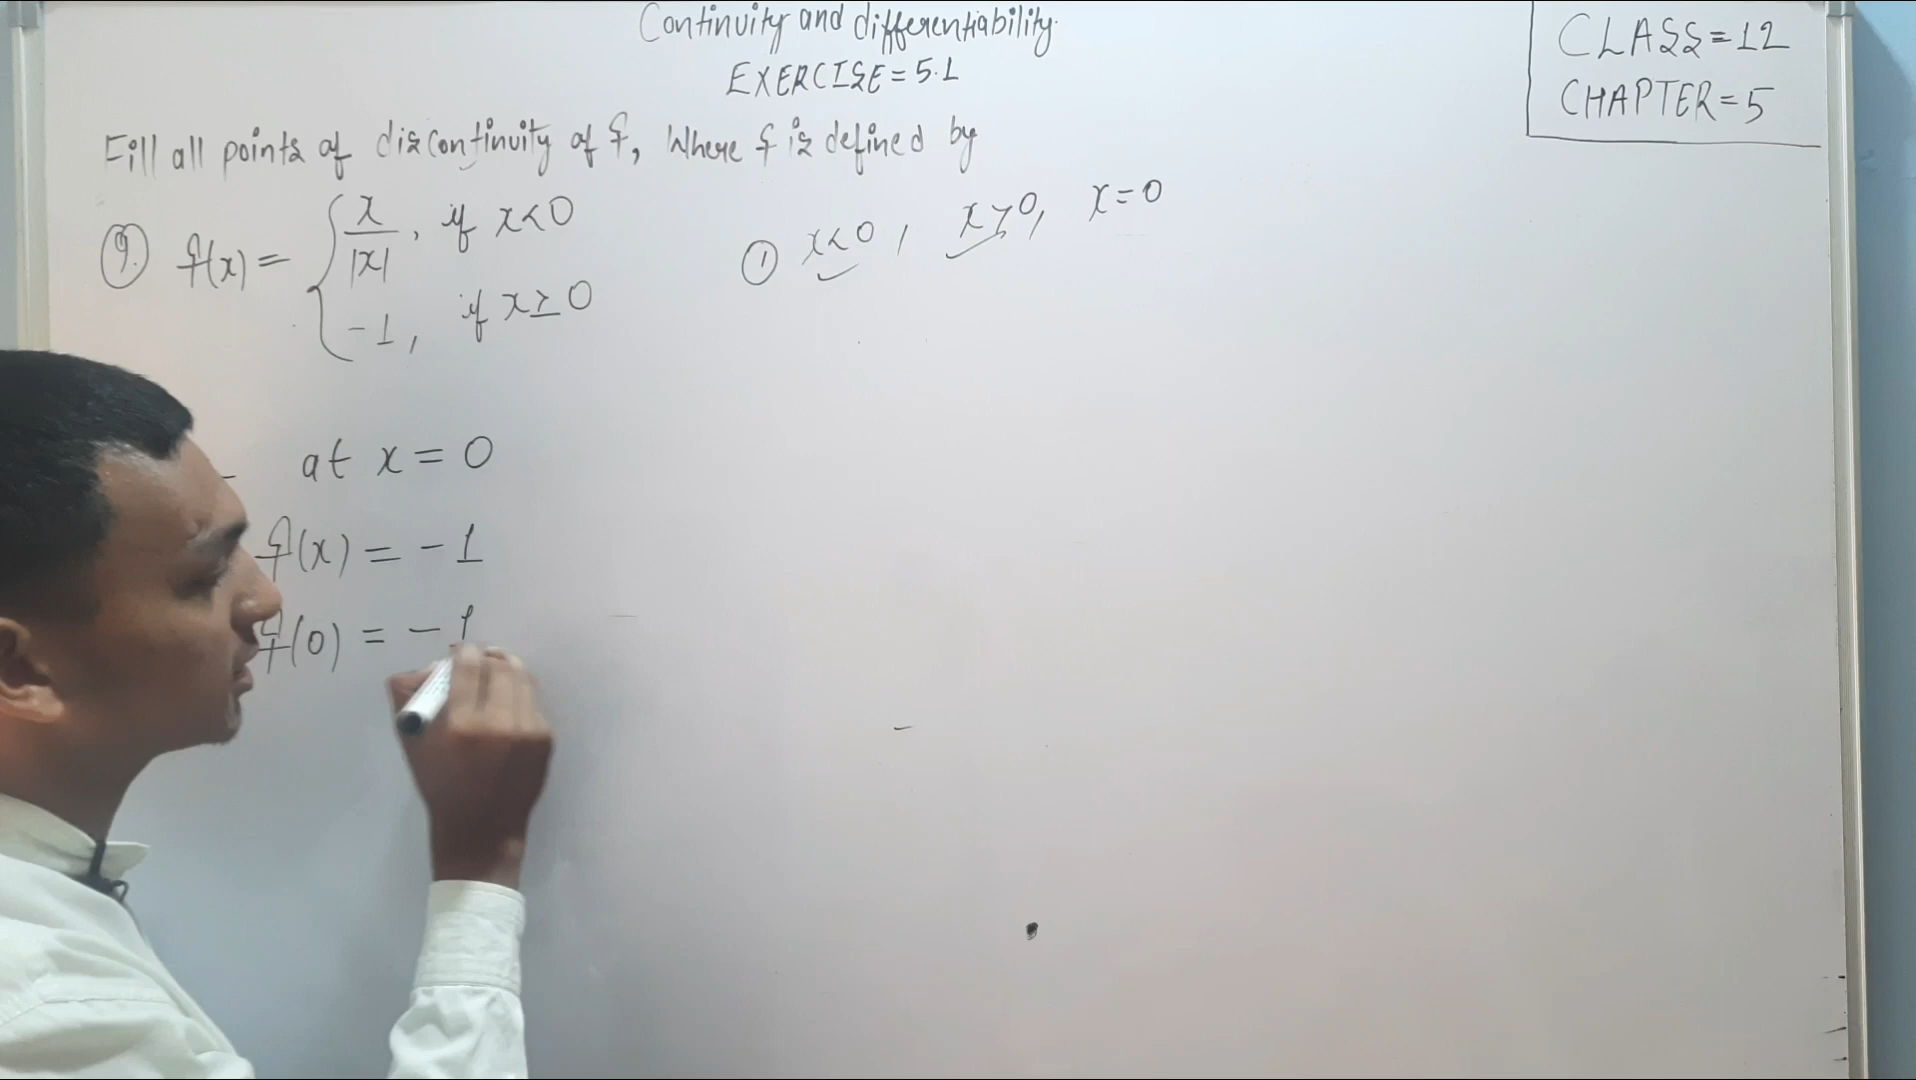 Continuity and differentiability.
EXERCISE = 5.1
Fill all points of discontinuity of f, Where f is defined by
9. f(x) = { x/|x|, if x<0
-1, if x≥0
① x<0, x>0, x=0
at x = 0
f(x) = -1
f(0) = -1
CLASS=12
CHAPTER=5